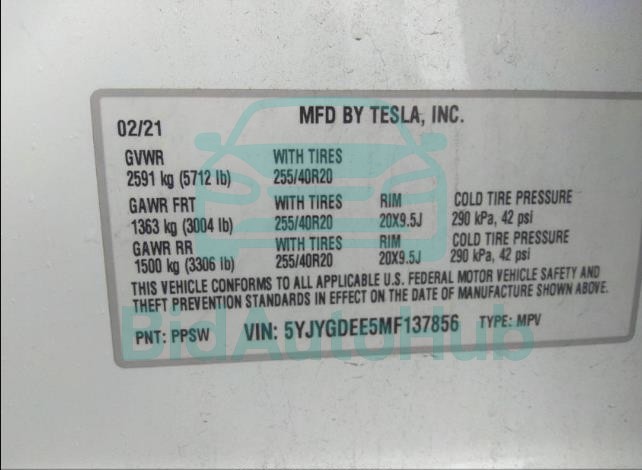 02/21 MFD BY TESLA, INC.
GVWR WITH TIRES
2591 kg (5712 lb) 255/40R20
GAWR FRT WITH TIRES RIM COLD TIRE PRESSURE
1363 kg (3004 lb) 255/40R20 20X9.5J 290 kPa, 42 psi
GAWR RR WITH TIRES RIM COLD TIRE PRESSURE
1500 kg (3306 lb) 255/40R20 20X9.5J 290 kPa, 42 psi
THIS VEHICLE CONFORMS TO ALL APPLICABLE U.S. FEDERAL MOTOR VEHICLE SAFETY AND
THEFT PREVENTION STANDARDS IN EFFECT ON THE DATE OF MANUFACTURE SHOWN ABOVE.
PNT: PPSW VIN: 5YJYGDEE5MF137856 TYPE: MPV
BidAutoHub